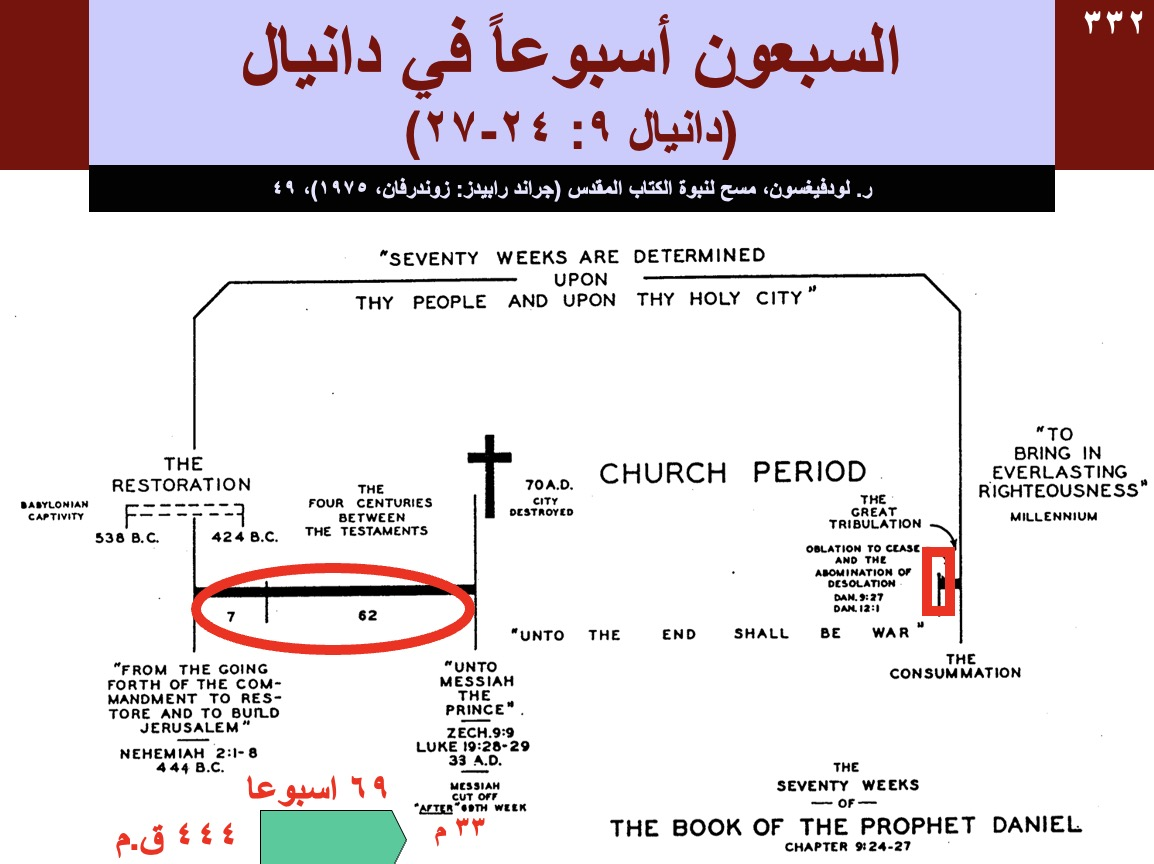 ٣٣٢
السبعون أسبوعاً في دانيال
(دانيال ٩: ٢٤-٢٧)
ر. لودفيغسون، مسح لنبوة الكتاب المقدس (جراند رابيدز: زوندرفان، ١٩٧٥)، ٤٩
"SEVENTY WEEKS ARE DETERMINED
UPON
THY PEOPLE AND UPON THY HOLY CITY"
THE
RESTORATION
BABYLONIAN
CAPTIVITY
538 B.C.
424 B.C.
THE
FOUR CENTURIES
BETWEEN
THE TESTAMENTS
70 A.D.
CITY
DESTROYED
CHURCH PERIOD
THE
GREAT
TRIBULATION
OBLATION TO CEASE
AND THE
ABOMINATION OF
DESOLATION
DAN. 9:27
DAN. 12:1
"TO
BRING IN
EVERLASTING
RIGHTEOUSNESS"
MILLENNIUM
7
62
"UNTO THE END SHALL BE WAR"
THE
CONSUMMATION
"FROM THE GOING
FORTH OF THE COM-
MANDMENT TO RES-
TORE AND TO BUILD
JERUSALEM"
NEHEMIAH 2:1-8
444 B.C.
"UNTO
MESSIAH
THE
PRINCE".
ZECH. 9:9
LUKE 19:28-29
33 A.D.
MESSIAH
CUT OFF
"AFTER" 69TH WEEK
٦٩ اسبوعا
٤٤٤ ق.م
٣٣ م
THE
SEVENTY WEEKS
— OF —
THE BOOK OF THE PROPHET DANIEL
CHAPTER 9:24-27